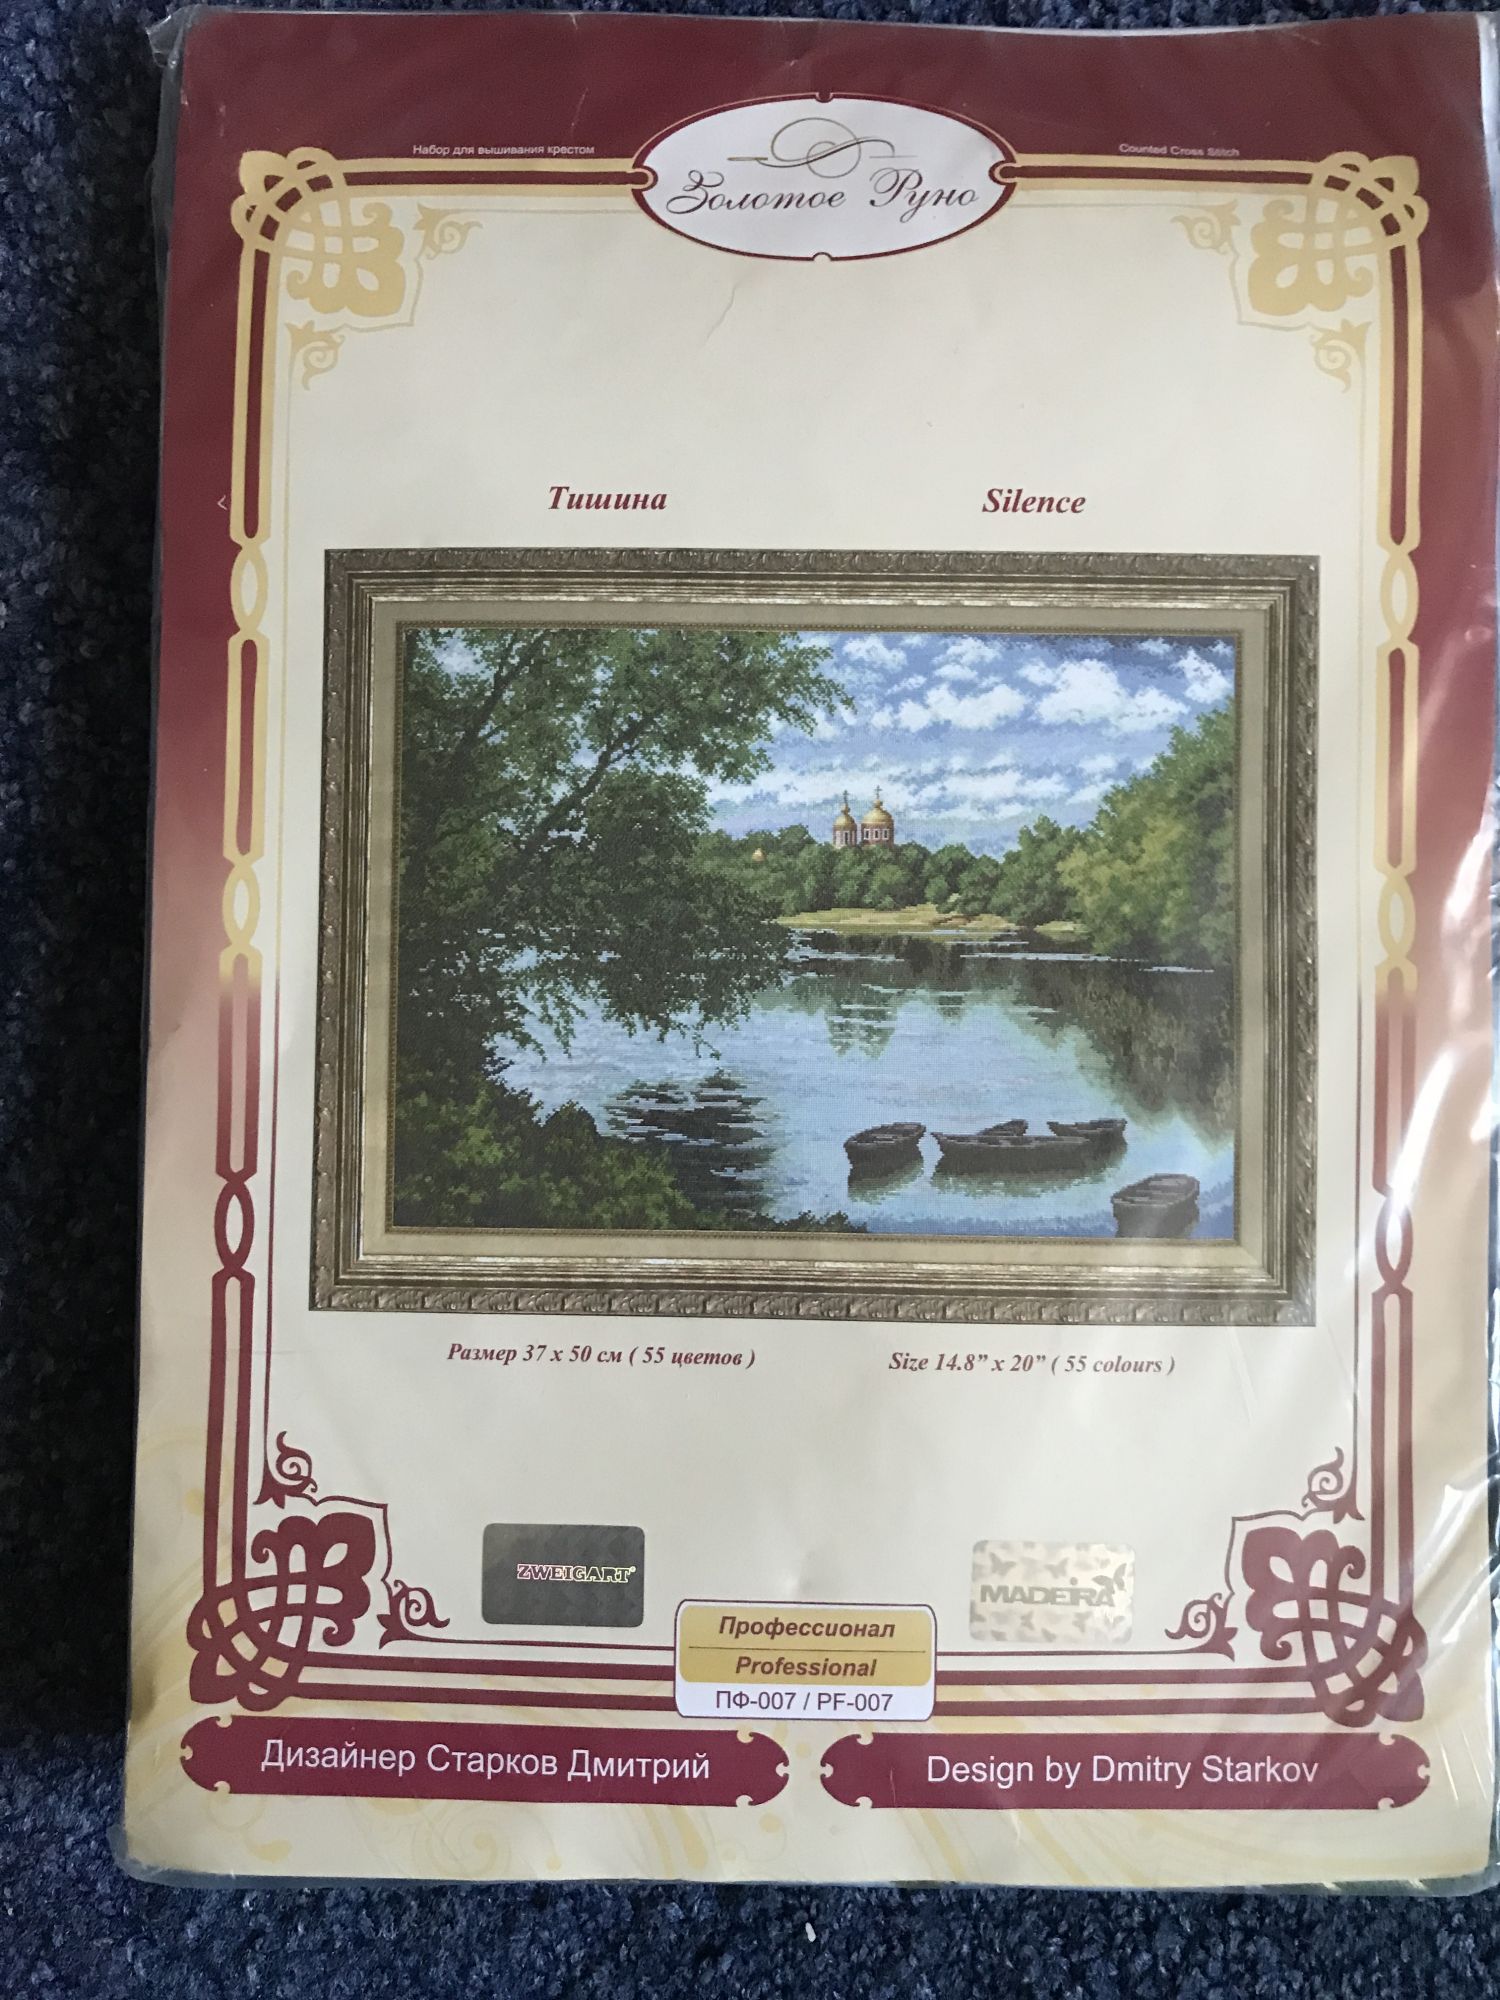 Набор для вышивания крестом
Counted Cross Stitch
Золотое Руно
Тишина
Silence
Размер 37 х 50 см ( 55 цветов )
Size 14.8” x 20” ( 55 colours )
ZWEIGART®
MADEIRA
Профессионал
Professional
ПФ-007 / PF-007
Дизайнер Старков Дмитрий
Design by Dmitry Starkov